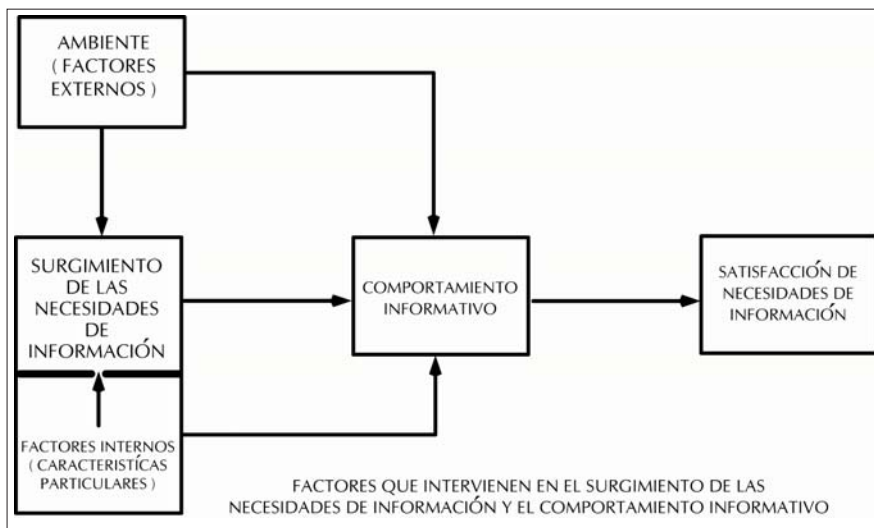 AMBIENTE
( FACTORES
EXTERNOS )
SURGIMIENTO
DE LAS
NECESIDADES
DE
INFORMACIÓN
FACTORES INTERNOS
( CARACTERISTÍCAS
PARTICULARES )
COMPORTAMIENTO
INFORMATIVO
SATISFACCIÓN DE
NECESIDADES DE
INFORMACIÓN
FACTORES QUE INTERVIENEN EN EL SURGIMIENTO DE LAS
NECESIDADES DE INFORMACIÓN Y EL COMPORTAMIENTO INFORMATIVO